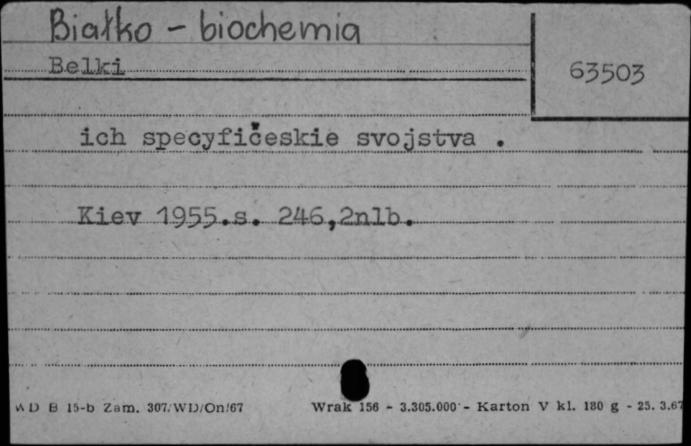 Białko - biochemia
Belki
63503
ich specyfičeskie svojstva .
Kiev 1955.s. 246,2nlb.
WD B 15-b Zam. 307/WD/On/67 Wrak 156 - 3.305.000 - Karton V kl. 180 g - 25. 3.67